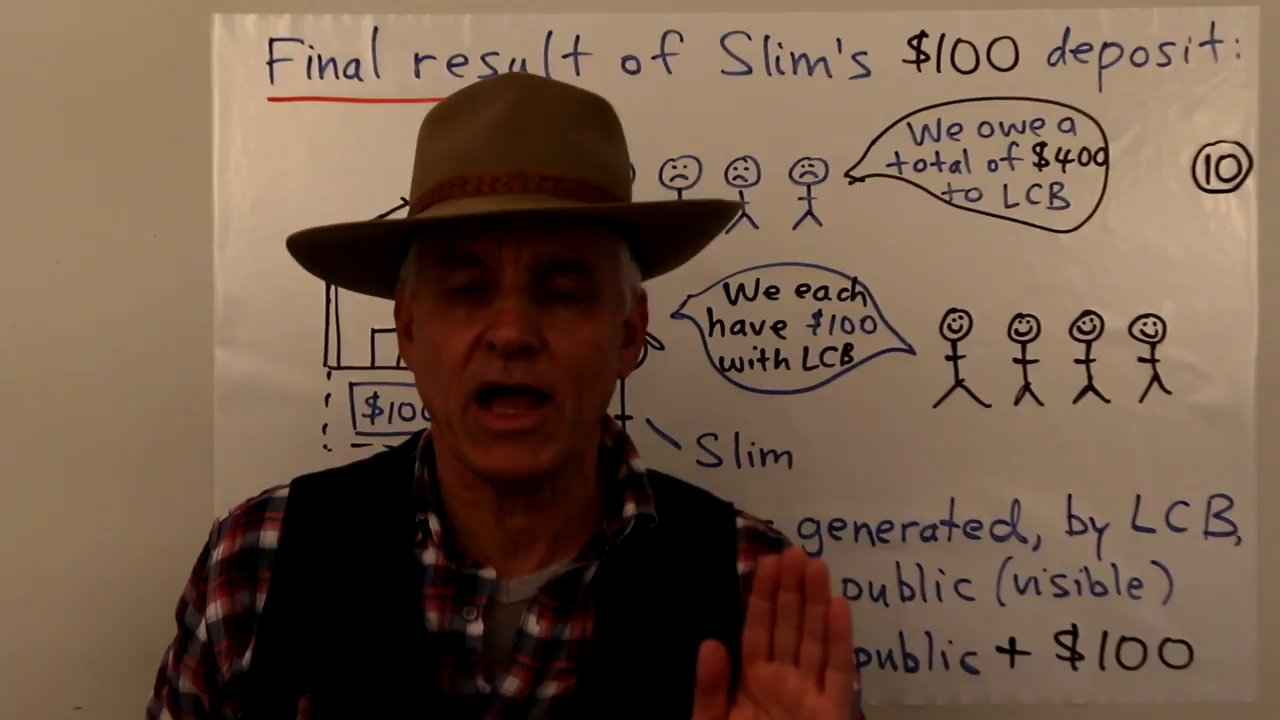 Final result of Slim's $100 deposit:
We owe a
total of $400
to LCB
10
We each
have $100
with LCB
$100
Slim
generated, by LCB,
public (visible)
public + $100